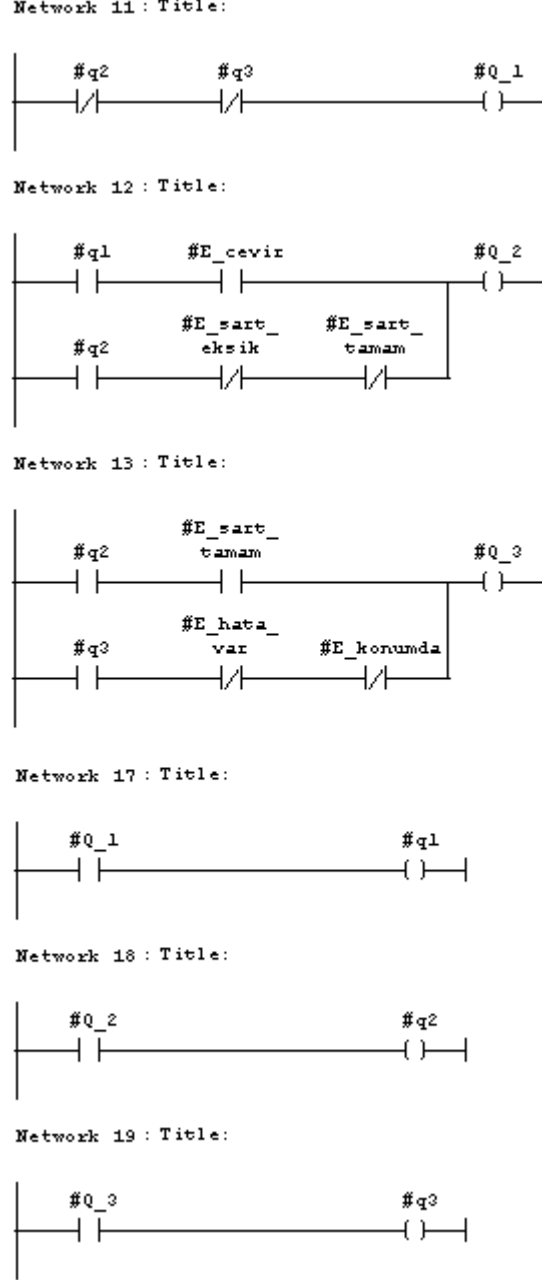 Network 11 : Title:
#q2 #q3 #Q_1
Network 12 : Title:
#q1 #E_cevir #Q_2
#E_sart_ #E_sart_
#q2 eksik tamam
Network 13 : Title:
#E_sart_
#q2 tamam #Q_3
#E_hata_
#q3 var #E_konumda
Network 17 : Title:
#Q_1 #q1
Network 18 : Title:
#Q_2 #q2
Network 19 : Title:
#Q_3 #q3